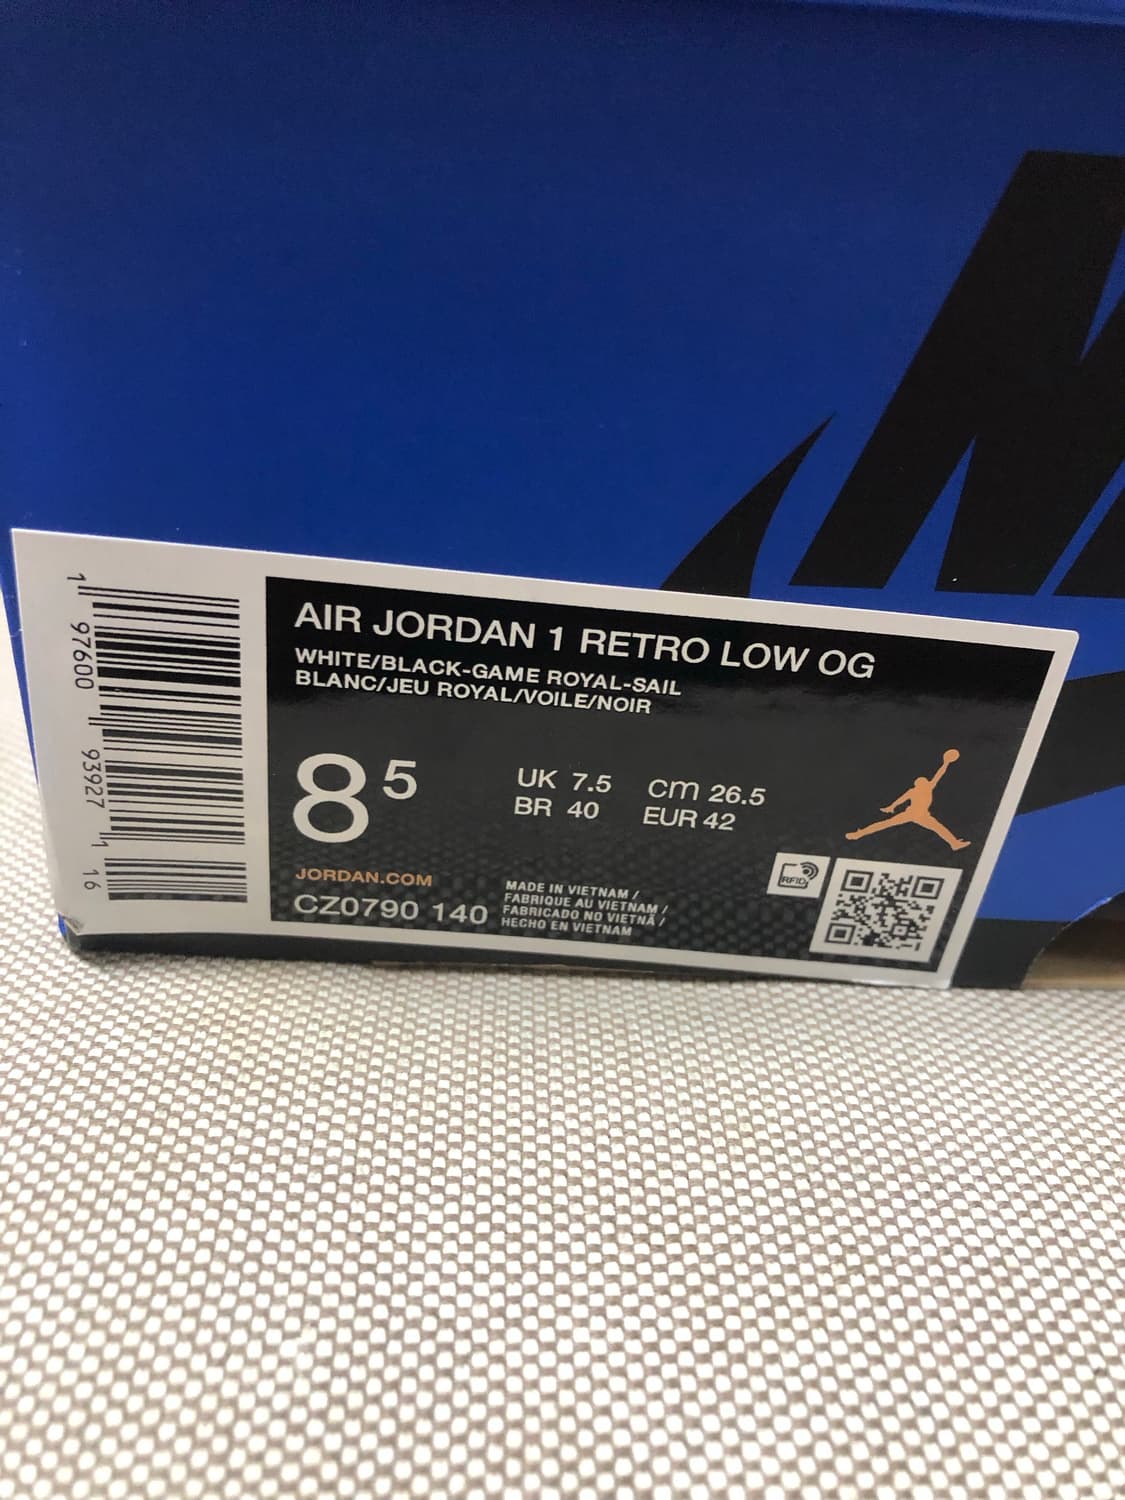 AIR JORDAN 1 RETRO LOW OG
WHITE/BLACK-GAME ROYAL-SAIL
BLANC/JEU ROYAL/VOILE/NOIR
8 5
UK 7.5 cm 26.5
BR 40 EUR 42
JORDAN.COM
CZ0790 140
MADE IN VIETNAM /
FABRIQUE AU VIETNAM /
FABRICADO NO VIETNÃ /
HECHO EN VIETNAM
RFID
1 97600 93927 1 16